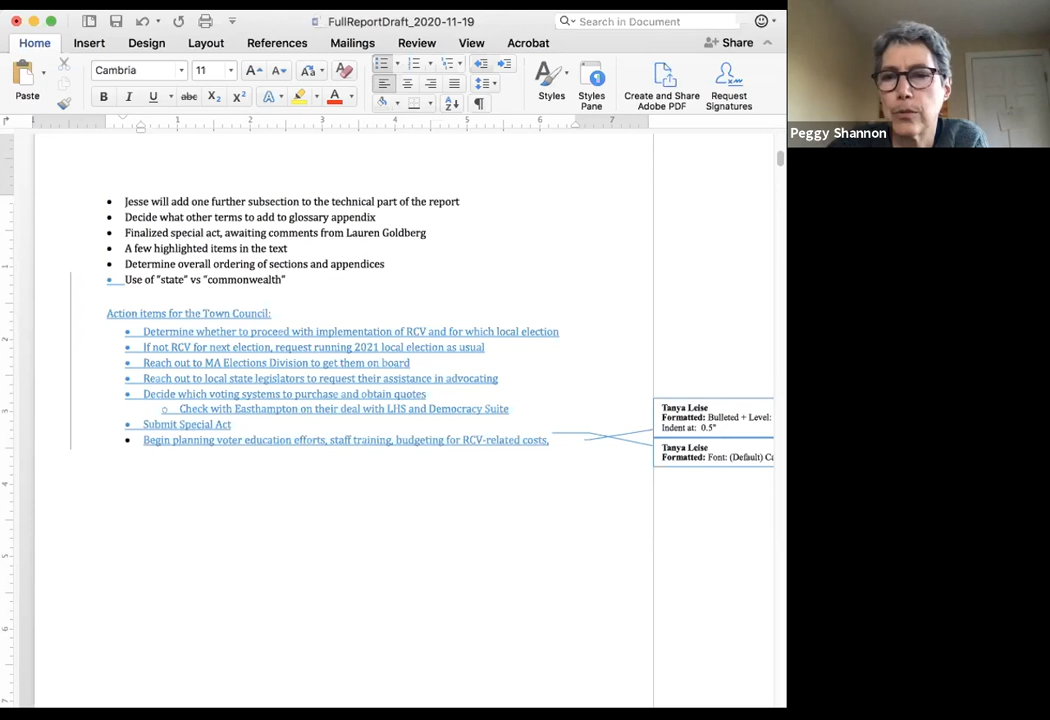 FullReportDraft_2020-11-19
Search in Document
Home Insert Design Layout References Mailings Review View Acrobat
Share
Paste
Cambria 11
Styles
Styles Pane
Create and Share Adobe PDF
Request Signatures
Peggy Shannon
1 1 2 3 4 5 6 7
• Jesse will add one further subsection to the technical part of the report
• Decide what other terms to add to glossary appendix
• Finalized special act, awaiting comments from Lauren Goldberg
• A few highlighted items in the text
• Determine overall ordering of sections and appendices
• Use of "state" vs "commonwealth"
Action items for the Town Council:
• Determine whether to proceed with implementation of RCV and for which local election
• If not RCV for next election, request running 2021 local election as usual
• Reach out to MA Elections Division to get them on board
• Reach out to local state legislators to request their assistance in advocating
• Decide which voting systems to purchase and obtain quotes
o Check with Easthampton on their deal with LHS and Democracy Suite
• Submit Special Act
• Begin planning voter education efforts, staff training, budgeting for RCV-related costs,
Tanya Leise
Formatted: Bulleted + Level:
Indent at: 0.5"
Tanya Leise
Formatted: Font: (Default) Ca